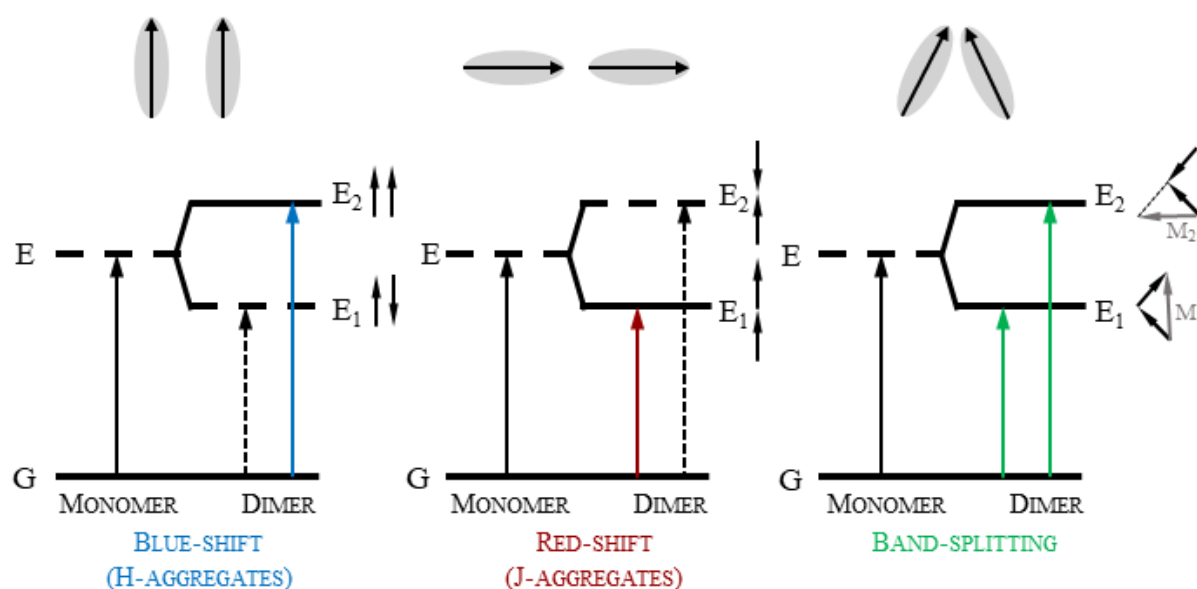 E₂
E
E₁
G
MONOMER DIMER
BLUE-SHIFT
(H-AGGREGATES)
E₂
E
E₁
G
MONOMER DIMER
RED-SHIFT
(J-AGGREGATES)
E₂
M₂
E
E₁
M
G
MONOMER DIMER
BAND-SPLITTING